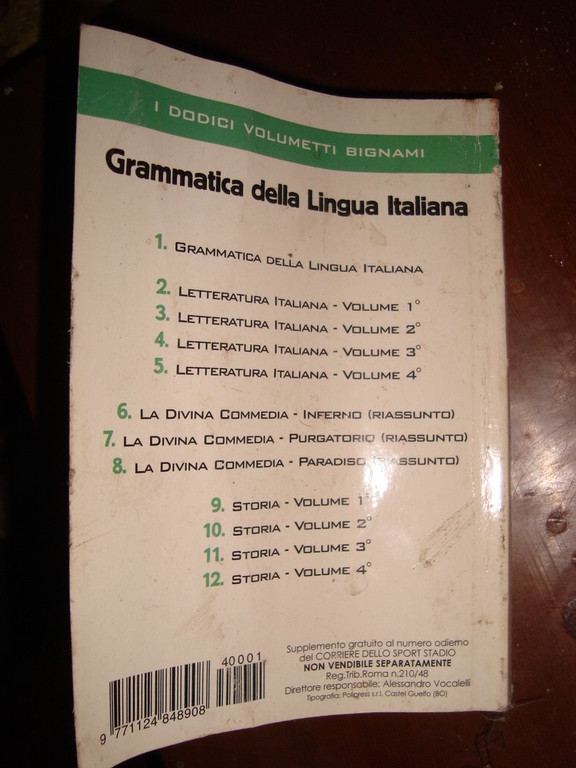 I DODICI VOLUMETTI BIGNAMI
Grammatica della Lingua Italiana
1. GRAMMATICA DELLA LINGUA ITALIANA
2. LETTERATURA ITALIANA - VOLUME 1°
3. LETTERATURA ITALIANA - VOLUME 2°
4. LETTERATURA ITALIANA - VOLUME 3°
5. LETTERATURA ITALIANA - VOLUME 4°
6. LA DIVINA COMMEDIA - INFERNO (RIASSUNTO)
7. LA DIVINA COMMEDIA - PURGATORIO (RIASSUNTO)
8. LA DIVINA COMMEDIA - PARADISO (RIASSUNTO)
9. STORIA - VOLUME 1°
10. STORIA - VOLUME 2°
11. STORIA - VOLUME 3°
12. STORIA - VOLUME 4°
Supplemento gratuito al numero odierno
del CORRIERE DELLO SPORT STADIO
NON VENDIBILE SEPARATAMENTE
Reg.Trib.Roma n.210/48
Direttore responsabile: Alessandro Vocalelli
Tipografia: Poligress s.r.l. Castel Guelfo (BO)
40001
9 771124 848908